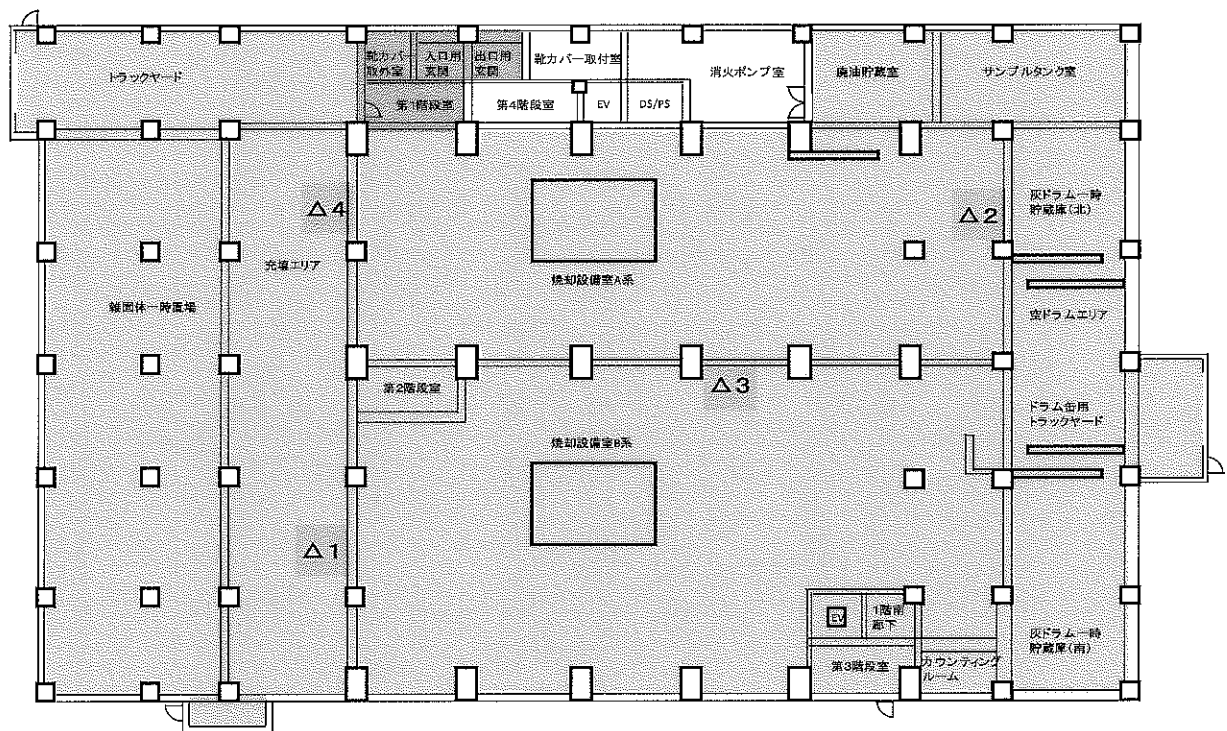 トラックヤード
靴カバー
取外室
入口用
玄関
出口用
玄関
靴カバー取付室
消火ポンプ室
廃油貯蔵室
サンプルタンク室
第1階段室
第4階段室
EV
DS/PS
△4
△2
灰ドラム一時
貯蔵庫(北)
充填エリア
焼却設備室A系
雑固体一時置場
空ドラムエリア
第2階段室
△3
ドラム缶用
トラックヤード
焼却設備室B系
△1
EV
1階南
廊下
灰ドラム一時
貯蔵庫(南)
第3階段室
カウンティング
ルーム